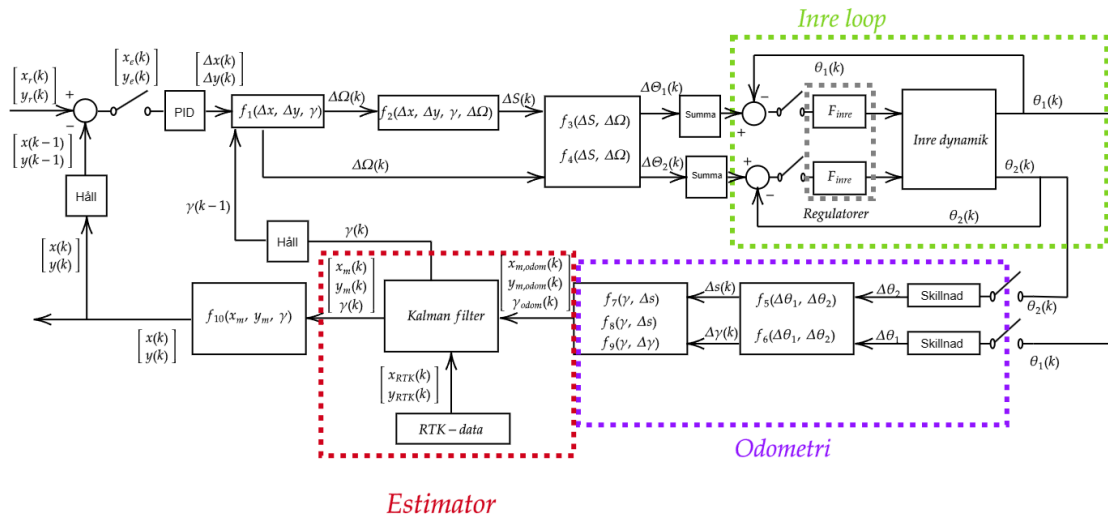 Inre loop
[ x_r(k) ]
[ y_r(k) ]
+
−
[ x_e(k) ]
[ y_e(k) ]
PID
[ Δx(k) ]
[ Δy(k) ]
f_1(Δx, Δy, γ)
ΔΩ(k)
f_2(Δx, Δy, γ, ΔΩ)
ΔS(k)
ΔΩ(k)
f_3(ΔS, ΔΩ)
f_4(ΔS, ΔΩ)
ΔΘ_1(k)
Summa
ΔΘ_2(k)
Summa
−
+
θ_1(k)
F_inre
+
−
F_inre
Regulatorer
Inre dynamik
θ_1(k)
θ_2(k)
θ_2(k)
[ x(k−1) ]
[ y(k−1) ]
Håll
[ x(k) ]
[ y(k) ]
γ(k−1)
Håll
γ(k)
[ x(k) ]
[ y(k) ]
f_10(x_m, y_m, γ)
[ x_m(k) ]
[ y_m(k) ]
[ γ(k) ]
Kalman filter
[ x_RTK(k) ]
[ y_RTK(k) ]
RTK − data
[ x_m,odom(k) ]
[ y_m,odom(k) ]
[ γ_odom(k) ]
f_7(γ, Δs)
f_8(γ, Δs)
f_9(γ, Δγ)
Δs(k)
Δγ(k)
f_5(Δθ_1, Δθ_2)
f_6(Δθ_1, Δθ_2)
Δθ_2
Skillnad
θ_2(k)
Δθ_1
Skillnad
θ_1(k)
Odometri
Estimator